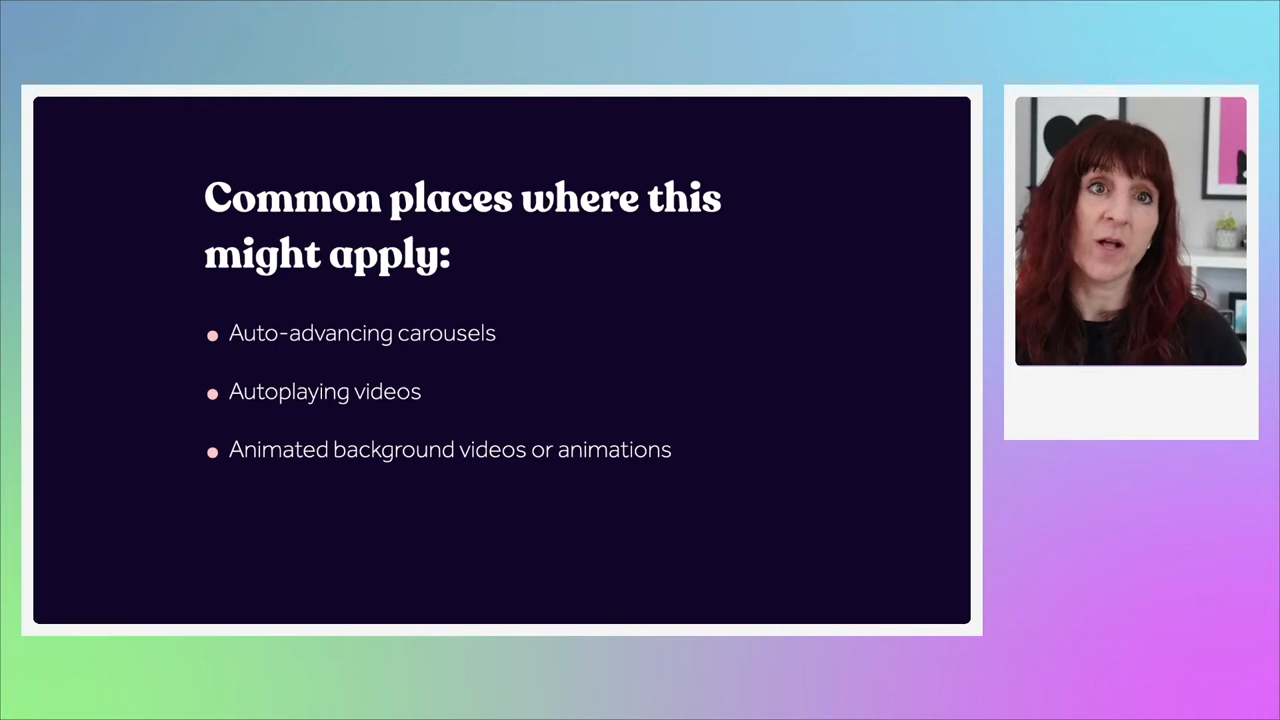 Common places where this
might apply:
Auto-advancing carousels
Autoplaying videos
Animated background videos or animations